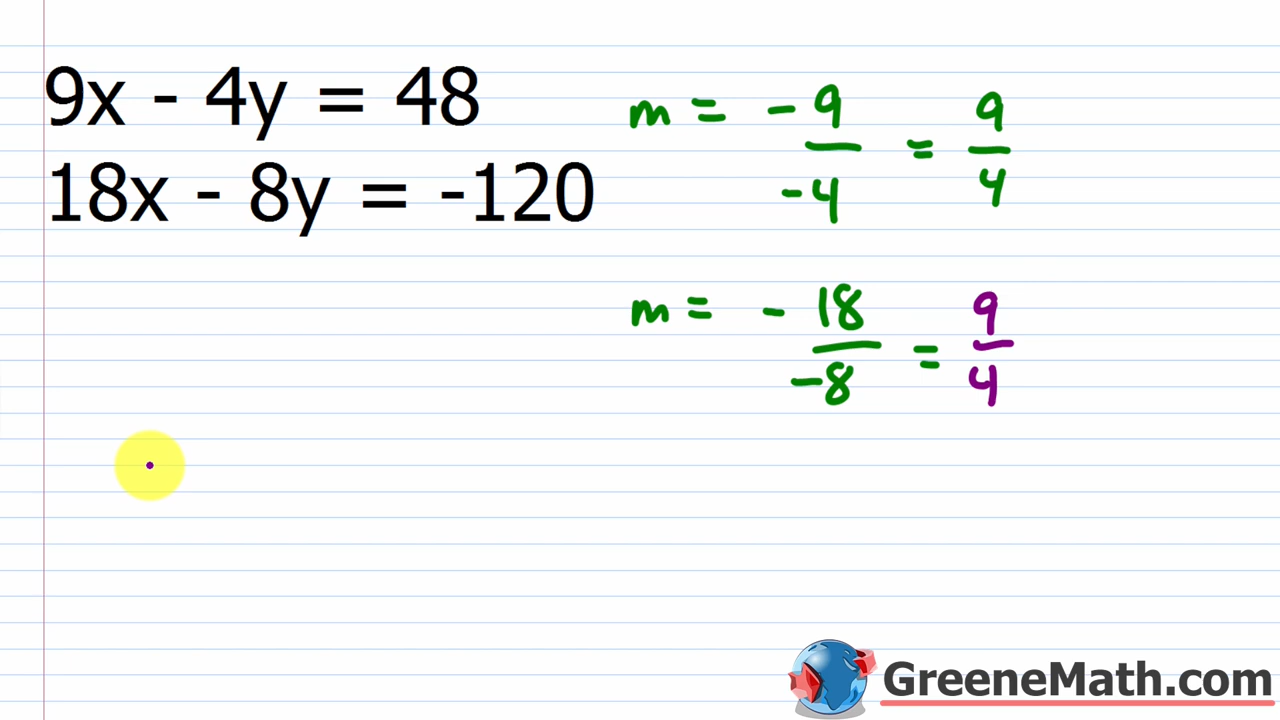 9x - 4y = 48
18x - 8y = -120
m = - 9/-4 = 9/4
m = - 18/-8 = 9/4
GreeneMath.com